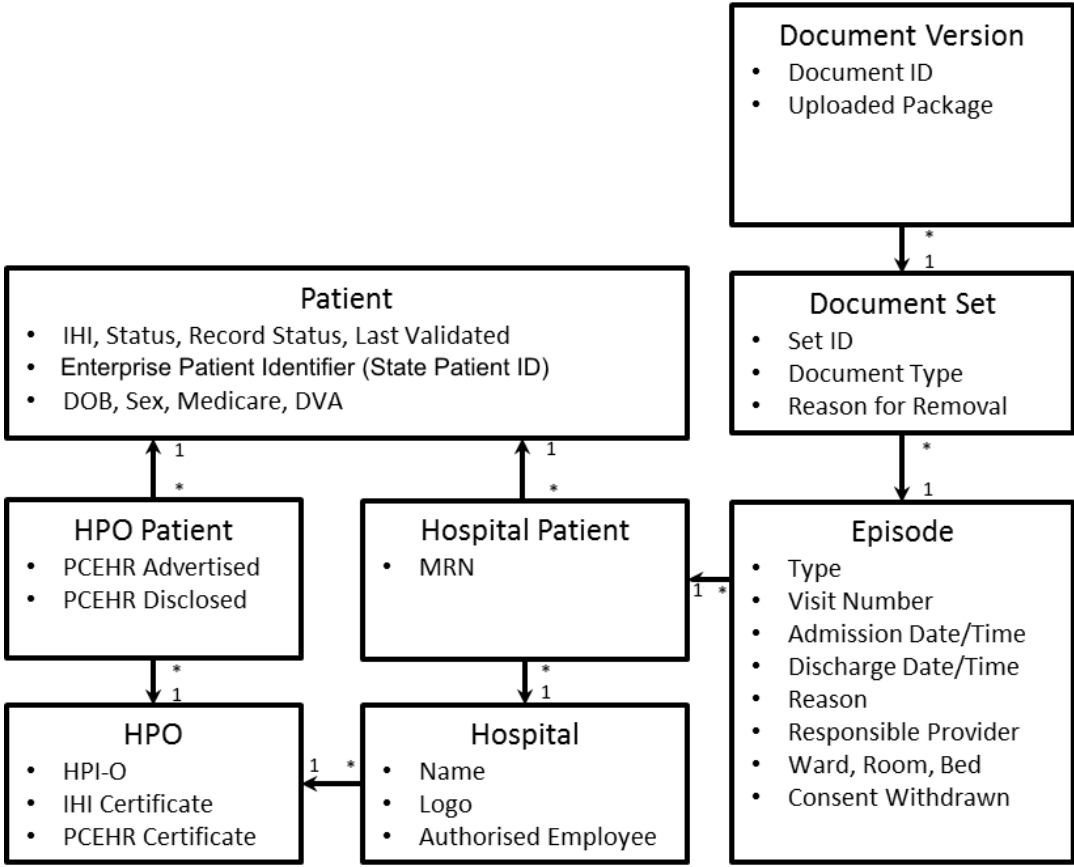 Document Version
• Document ID
• Uploaded Package
*
1
Patient
• IHI, Status, Record Status, Last Validated
• Enterprise Patient Identifier (State Patient ID)
• DOB, Sex, Medicare, DVA
Document Set
• Set ID
• Document Type
• Reason for Removal
1
*
1
*
*
1
HPO Patient
• PCEHR Advertised
• PCEHR Disclosed
Hospital Patient
• MRN
Episode
• Type
• Visit Number
• Admission Date/Time
• Discharge Date/Time
• Reason
• Responsible Provider
• Ward, Room, Bed
• Consent Withdrawn
1 *
*
1
*
1
HPO
• HPI-O
• IHI Certificate
• PCEHR Certificate
1 *
Hospital
• Name
• Logo
• Authorised Employee